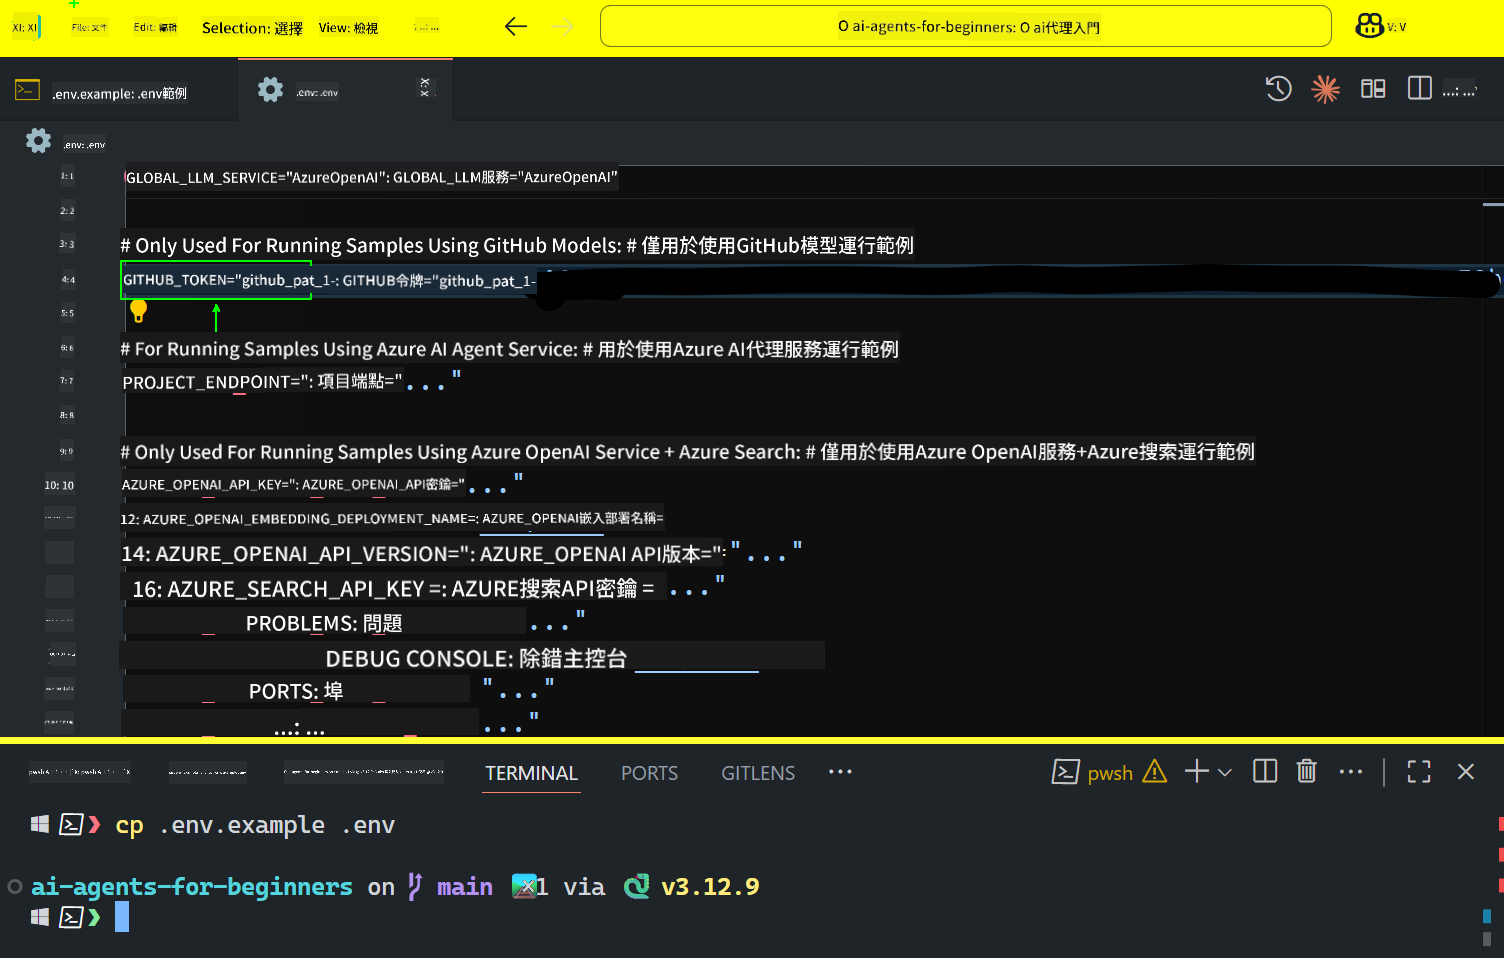 XI: XI File: 文件 Edit: 編輯 Selection: 選擇 View: 檢視 ...: ... O ai-agents-for-beginners: O ai代理入門 V: V
.env.example: .env範例 .env: .env X: X ...: ...
.env: .env
1: 1 GLOBAL_LLM_SERVICE="AzureOpenAI": GLOBAL_LLM服務="AzureOpenAI"
2: 2
3: 3 # Only Used For Running Samples Using GitHub Models: # 僅用於使用GitHub模型運行範例
4: 4 GITHUB_TOKEN="github_pat_1-: GITHUB令牌="github_pat_1-
5: 5
6: 6 # For Running Samples Using Azure AI Agent Service: # 用於使用Azure AI代理服務運行範例
7: 7 PROJECT_ENDPOINT=": 項目端點="..."
8: 8
9: 9 # Only Used For Running Samples Using Azure OpenAI Service + Azure Search: # 僅用於使用Azure OpenAI服務+Azure搜索運行範例
10: 10 AZURE_OPENAI_API_KEY=": AZURE_OPENAI_API密鑰="..."
12: AZURE_OPENAI_EMBEDDING_DEPLOYMENT_NAME=: AZURE_OPENAI嵌入部署名稱=
14: AZURE_OPENAI_API_VERSION=": AZURE_OPENAI API版本=": "..."
16: AZURE_SEARCH_API_KEY =: AZURE搜索API密鑰 = ..."
PROBLEMS: 問題 ..."
DEBUG CONSOLE: 除錯主控台
PORTS: 埠 "..."
...: ... ..."
TERMINAL PORTS GITLENS ... pwsh ...
cp .env.example .env
ai-agents-for-beginners on main 1 via v3.12.9